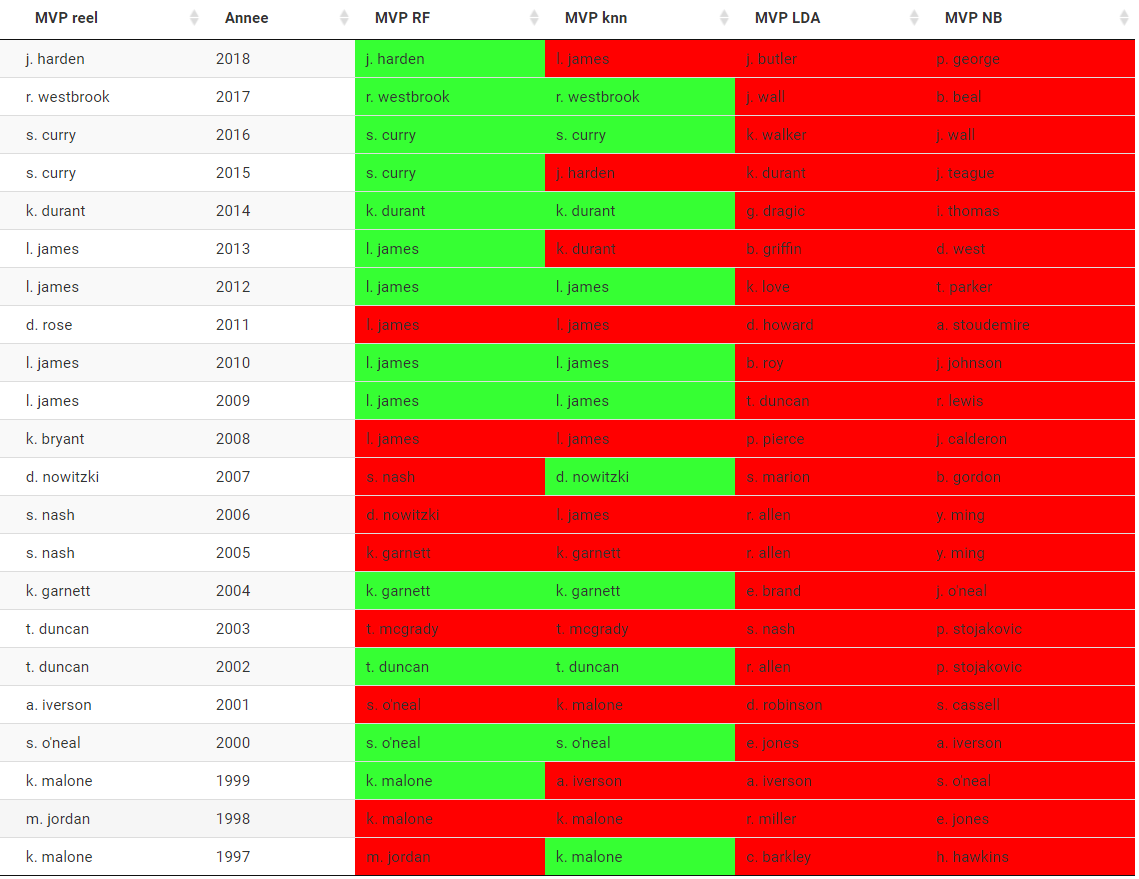 MVP reel Annee MVP RF MVP knn MVP LDA MVP NB
j. harden 2018 j. harden l. james j. butler p. george
r. westbrook 2017 r. westbrook r. westbrook j. wall b. beal
s. curry 2016 s. curry s. curry k. walker j. wall
s. curry 2015 s. curry j. harden k. durant j. teague
k. durant 2014 k. durant k. durant g. dragic i. thomas
l. james 2013 l. james k. durant b. griffin d. west
l. james 2012 l. james l. james k. love t. parker
d. rose 2011 l. james l. james d. howard a. stoudemire
l. james 2010 l. james l. james b. roy j. johnson
l. james 2009 l. james l. james t. duncan r. lewis
k. bryant 2008 l. james l. james p. pierce j. calderon
d. nowitzki 2007 s. nash d. nowitzki s. marion b. gordon
s. nash 2006 d. nowitzki l. james r. allen y. ming
s. nash 2005 k. garnett k. garnett r. allen y. ming
k. garnett 2004 k. garnett k. garnett e. brand j. o'neal
t. duncan 2003 t. mcgrady t. mcgrady s. nash p. stojakovic
t. duncan 2002 t. duncan t. duncan r. allen p. stojakovic
a. iverson 2001 s. o'neal k. malone d. robinson s. cassell
s. o'neal 2000 s. o'neal s. o'neal e. jones a. iverson
k. malone 1999 k. malone a. iverson a. iverson s. o'neal
m. jordan 1998 k. malone k. malone r. miller e. jones
k. malone 1997 m. jordan k. malone c. barkley h. hawkins